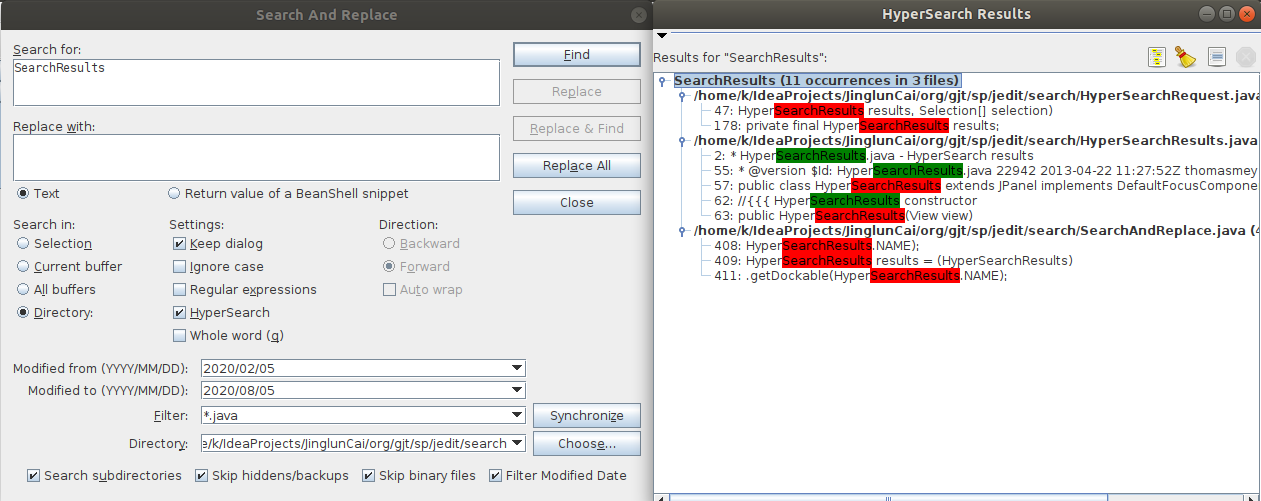 Search And Replace
Search for:
SearchResults
Find
Replace
Replace with:
Replace & Find
Replace All
Text
Return value of a BeanShell snippet
Close
Search in:
Settings:
Direction:
Selection
Keep dialog
Backward
Current buffer
Ignore case
Forward
All buffers
Regular expressions
Auto wrap
Directory:
HyperSearch
Whole word (q)
Modified from (YYYY/MM/DD):
2020/02/05
Modified to (YYYY/MM/DD):
2020/08/05
Filter:
*.java
Synchronize
Directory:
e/k/IdeaProjects/JinglunCai/org/gjt/sp/jedit/search
Choose...
Search subdirectories
Skip hiddens/backups
Skip binary files
Filter Modified Date
HyperSearch Results
Results for "SearchResults":
SearchResults (11 occurrences in 3 files)
/home/k/IdeaProjects/JinglunCai/org/gjt/sp/jedit/search/HyperSearchRequest.java
47: HyperSearchResults results, Selection[] selection)
178: private final HyperSearchResults results;
/home/k/IdeaProjects/JinglunCai/org/gjt/sp/jedit/search/HyperSearchResults.java
2: * HyperSearchResults.java - HyperSearch results
55: * @version $Id: HyperSearchResults.java 22942 2013-04-22 11:27:52Z thomasmey
57: public class HyperSearchResults extends JPanel implements DefaultFocusComponent
62: //{{{ HyperSearchResults constructor
63: public HyperSearchResults(View view)
/home/k/IdeaProjects/JinglunCai/org/gjt/sp/jedit/search/SearchAndReplace.java (4
408: HyperSearchResults.NAME);
409: HyperSearchResults results = (HyperSearchResults)
411: .getDockable(HyperSearchResults.NAME);